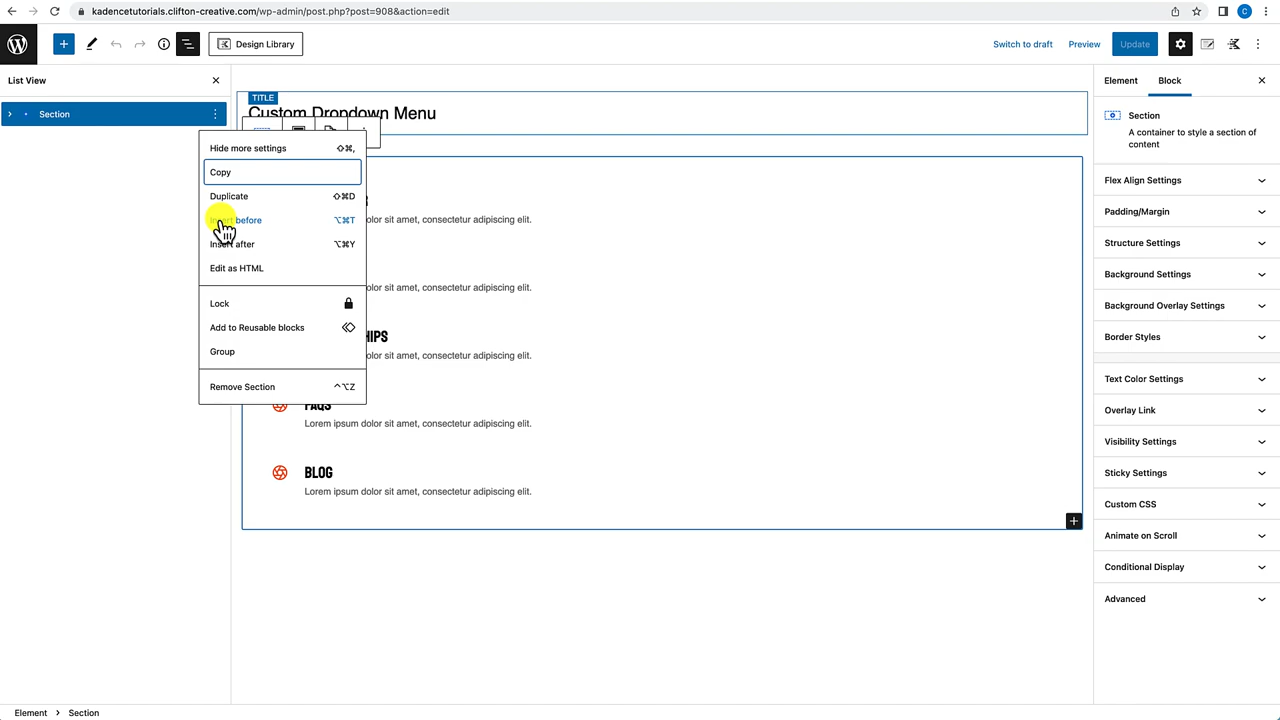 kadencetutorials.clifton-creative.com/wp-admin/post.php?post=908&action=edit
C
Design Library
Switch to draft
Preview
Update
List View
Section
TITLE
Custom Dropdown Menu
Hide more settings ⇧⌘,
Copy
Duplicate ⇧⌘D
Insert before ⌥⌘T
Insert after ⌥⌘Y
Edit as HTML
Lock
Add to Reusable blocks
Group
Remove Section ^⌥Z
olor sit amet, consectetur adipiscing elit.
olor sit amet, consectetur adipiscing elit.
HIPS
olor sit amet, consectetur adipiscing elit.
FAQS
Lorem ipsum dolor sit amet, consectetur adipiscing elit.
BLOG
Lorem ipsum dolor sit amet, consectetur adipiscing elit.
Element
Block
Section
A container to style a section of
content
Flex Align Settings
Padding/Margin
Structure Settings
Background Settings
Background Overlay Settings
Border Styles
Text Color Settings
Overlay Link
Visibility Settings
Sticky Settings
Custom CSS
Animate on Scroll
Conditional Display
Advanced
Element > Section